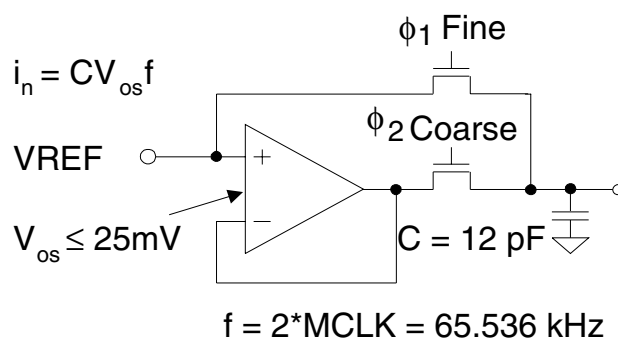 ϕ1 Fine
in = CVosf
ϕ2 Coarse
VREF
+
−
Vos ≤ 25mV
C = 12 pF
f = 2*MCLK = 65.536 kHz